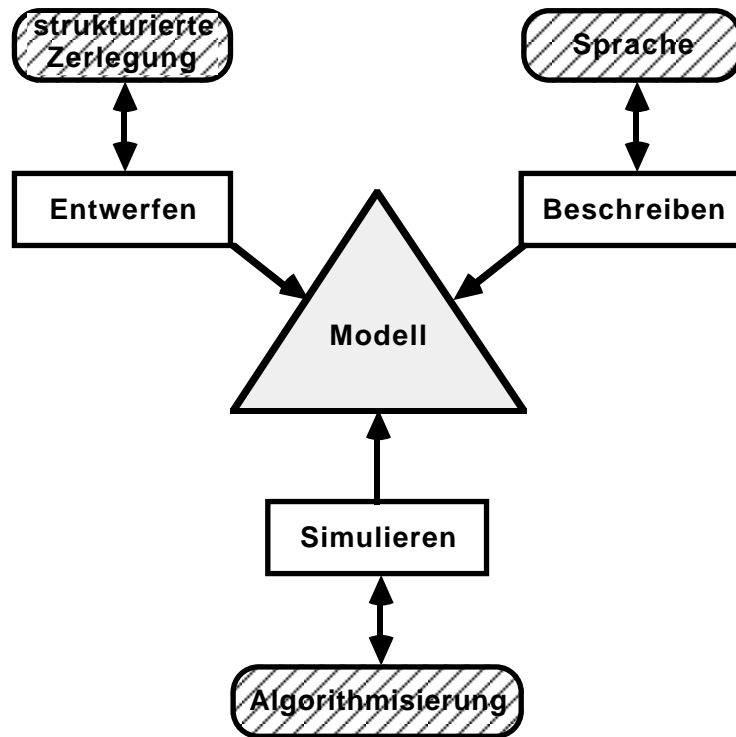 strukturierte
Zerlegung
Sprache
Entwerfen
Beschreiben
Modell
Simulieren
Algorithmisierung